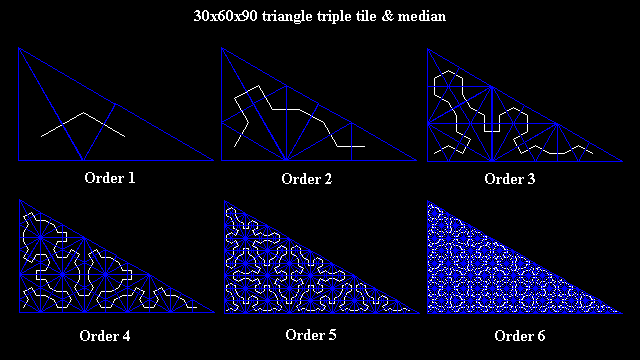 30x60x90 triangle triple tile & median
Order 1
Order 2
Order 3
Order 4
Order 5
Order 6